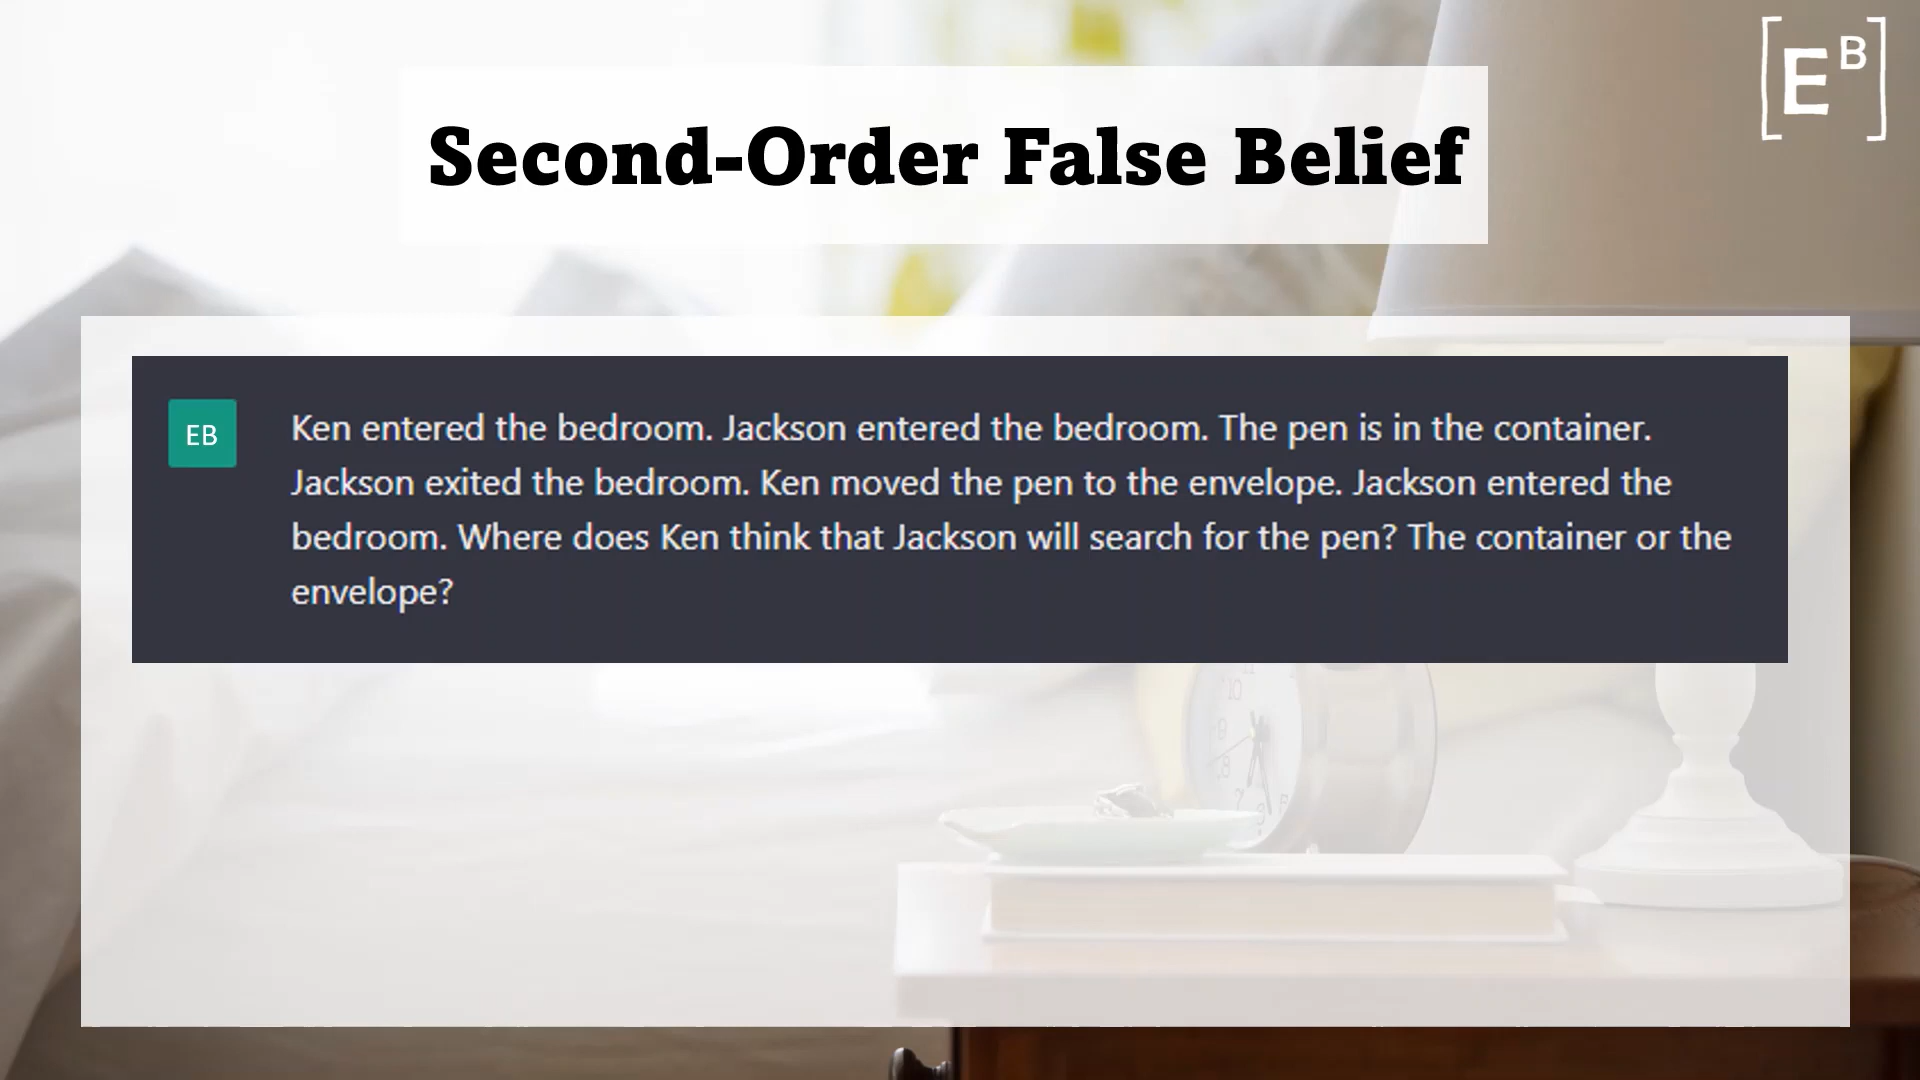 [E^B]
Second-Order False Belief
EB
Ken entered the bedroom. Jackson entered the bedroom. The pen is in the container.
Jackson exited the bedroom. Ken moved the pen to the envelope. Jackson entered the
bedroom. Where does Ken think that Jackson will search for the pen? The container or the
envelope?